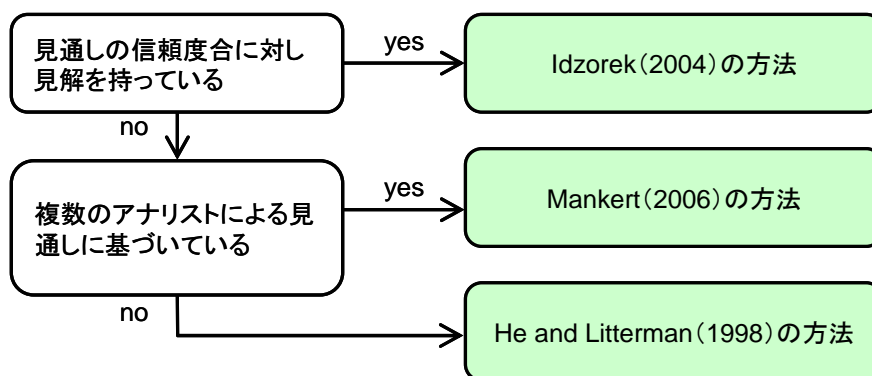 見通しの信頼度合に対し
見解を持っている
yes
Idzorek(2004)の方法
no
複数のアナリストによる見
通しに基づいている
yes
Mankert(2006)の方法
no
He and Litterman(1998)の方法